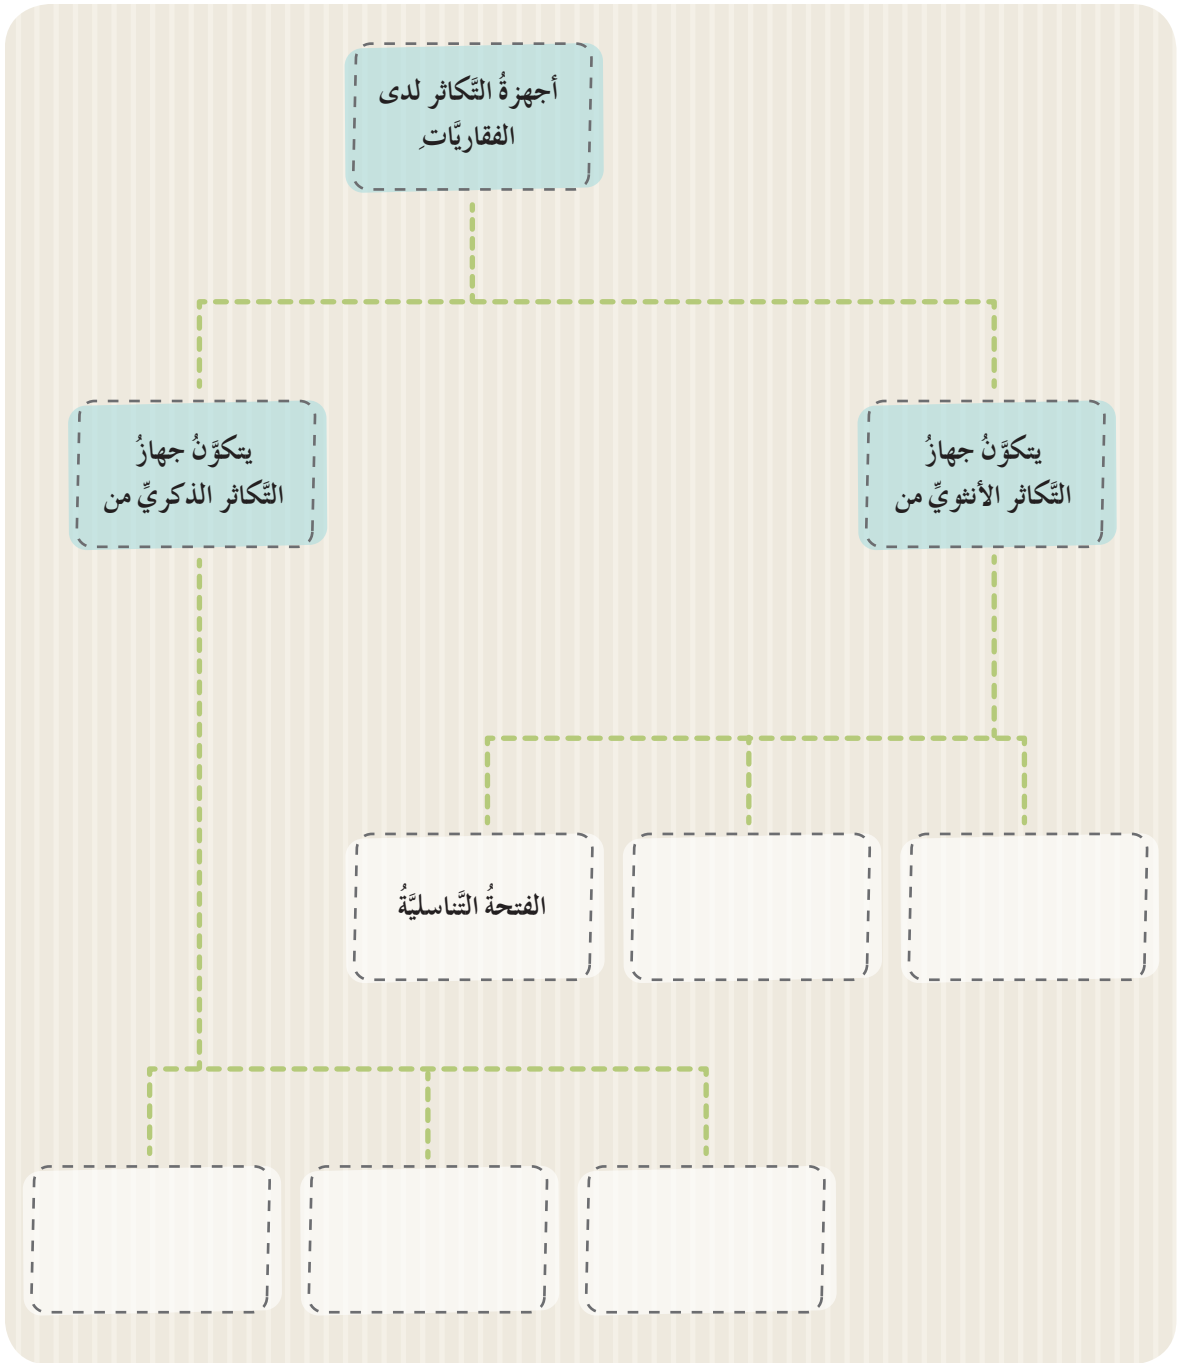 أجهزةُ التَّكاثر لدى
الفقاريَّاتِ
يتكوَّنُ جهازُ
التَّكاثر الأنثويِّ من
يتكوَّنُ جهازُ
التَّكاثر الذكريِّ من
الفتحةُ التَّناسليَّةُ